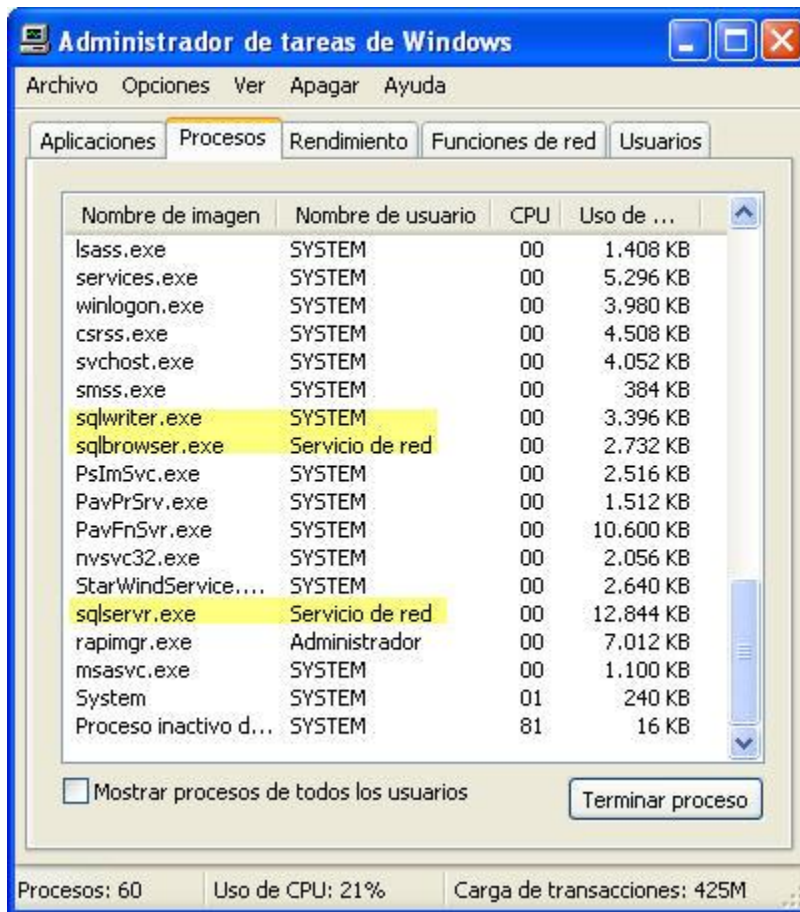 Administrador de tareas de Windows
Archivo Opciones Ver Apagar Ayuda
Aplicaciones Procesos Rendimiento Funciones de red Usuarios
Nombre de imagen Nombre de usuario CPU Uso de ...
lsass.exe SYSTEM 00 1.408 KB
services.exe SYSTEM 00 5.296 KB
winlogon.exe SYSTEM 00 3.980 KB
csrss.exe SYSTEM 00 4.508 KB
svchost.exe SYSTEM 00 4.052 KB
smss.exe SYSTEM 00 384 KB
sqlwriter.exe SYSTEM 00 3.396 KB
sqlbrowser.exe Servicio de red 00 2.732 KB
PsImSvc.exe SYSTEM 00 2.516 KB
PavPrSrv.exe SYSTEM 00 1.512 KB
PavFnSvr.exe SYSTEM 00 10.600 KB
nvsvc32.exe SYSTEM 00 2.056 KB
StarWindService.... SYSTEM 00 2.640 KB
sqlservr.exe Servicio de red 00 12.844 KB
rapimgr.exe Administrador 00 7.012 KB
msasvc.exe SYSTEM 00 1.100 KB
System SYSTEM 01 240 KB
Proceso inactivo d... SYSTEM 81 16 KB
Mostrar procesos de todos los usuarios Terminar proceso
Procesos: 60 Uso de CPU: 21% Carga de transacciones: 425M